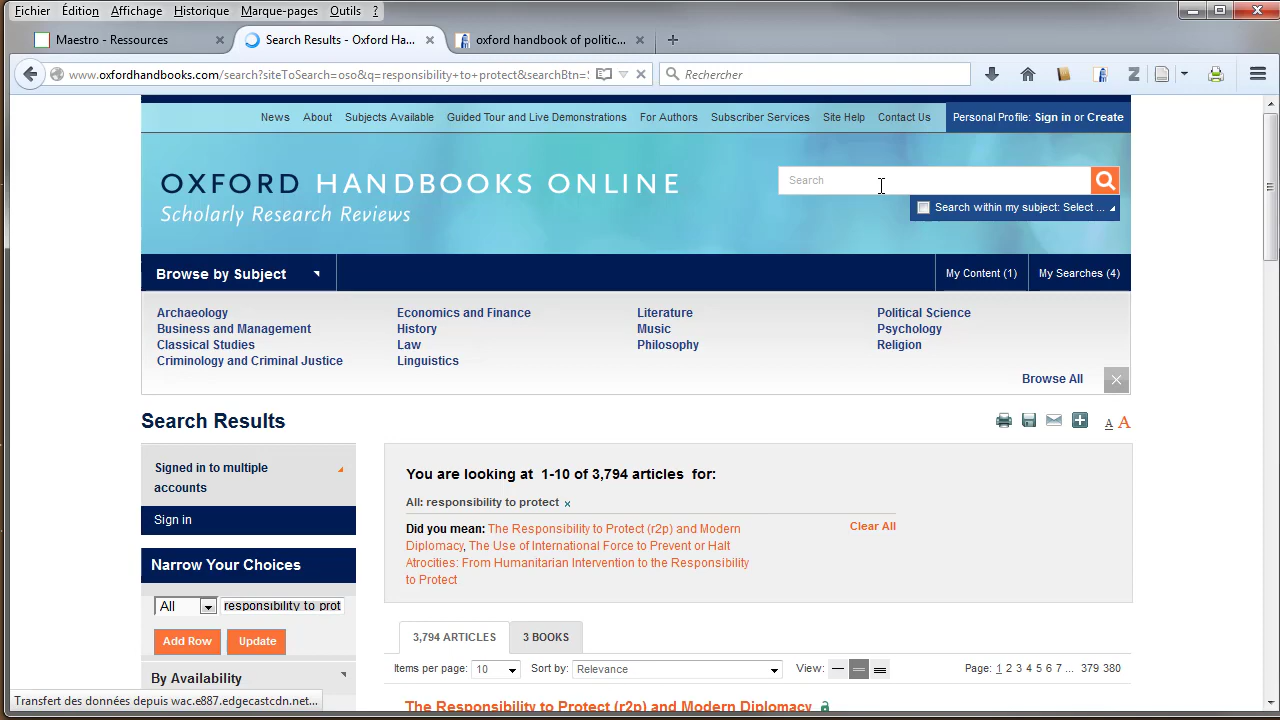 Fichier Édition Affichage Historique Marque-pages Outils ?
Maestro - Ressources × Search Results - Oxford Ha... × oxford handbook of politic... × +
www.oxfordhandbooks.com/search?siteToSearch=oso&q=responsibility+to+protect&searchBtn=S Rechercher
News About Subjects Available Guided Tour and Live Demonstrations For Authors Subscriber Services Site Help Contact Us Personal Profile: Sign in or Create
OXFORD HANDBOOKS ONLINE
Scholarly Research Reviews
Search
Search within my subject: Select ...
Browse by Subject My Content (1) My Searches (4)
Archaeology Economics and Finance Literature Political Science
Business and Management History Music Psychology
Classical Studies Law Philosophy Religion
Criminology and Criminal Justice Linguistics
Browse All
Search Results A A
Signed in to multiple
accounts
Sign in
Narrow Your Choices
All responsibility to prot
Add Row Update
By Availability
You are looking at 1-10 of 3,794 articles for:
All: responsibility to protect x
Did you mean: The Responsibility to Protect (r2p) and Modern
Diplomacy, The Use of International Force to Prevent or Halt
Atrocities: From Humanitarian Intervention to the Responsibility
to Protect
Clear All
3,794 ARTICLES 3 BOOKS
Items per page: 10 Sort by: Relevance View: Page: 1 2 3 4 5 6 7 ... 379 380
The Responsibility to Protect (r2p) and Modern Diplomacy
Transfert des données depuis wac.e887.edgecastcdn.net...